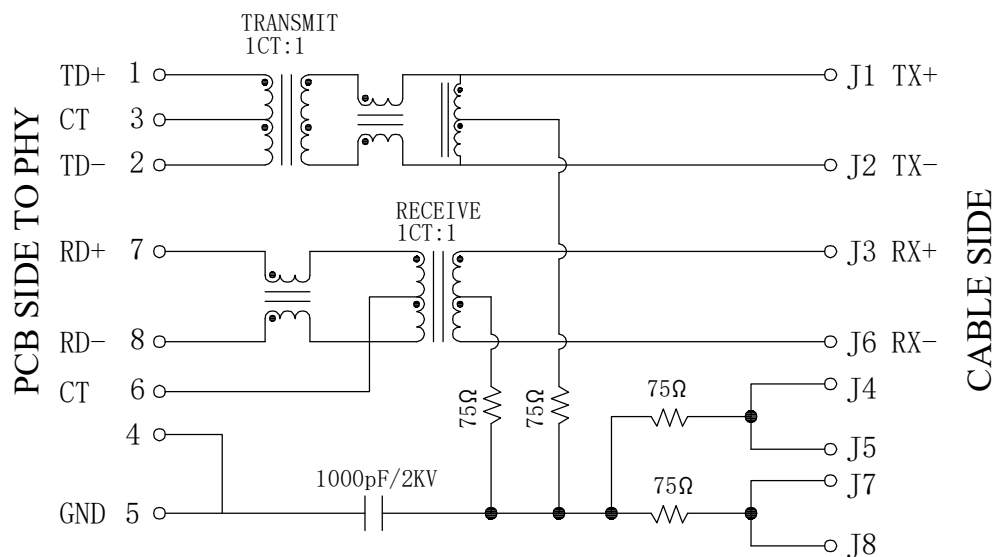 TRANSMIT
1CT:1
TD+ 1
J1 TX+
CT 3
TD- 2
J2 TX-
PCB SIDE TO PHY
CABLE SIDE
RECEIVE
1CT:1
RD+ 7
J3 RX+
RD- 8
J6 RX-
CT 6
75Ω
75Ω
75Ω
J4
4
J5
1000pF/2KV
75Ω
J7
GND 5
J8